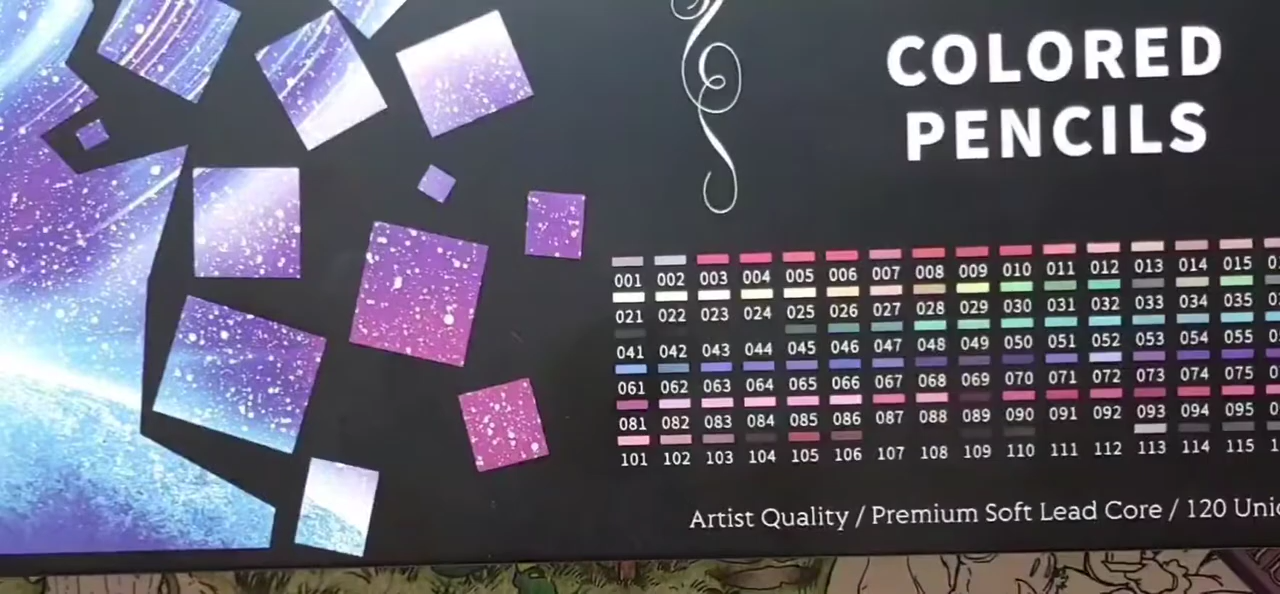 COLORED
PENCILS
001 002 003 004 005 006 007 008 009 010 011 012 013 014 015
021 022 023 024 025 026 027 028 029 030 031 032 033 034 035
041 042 043 044 045 046 047 048 049 050 051 052 053 054 055
061 062 063 064 065 066 067 068 069 070 071 072 073 074 075
081 082 083 084 085 086 087 088 089 090 091 092 093 094 095
101 102 103 104 105 106 107 108 109 110 111 112 113 114 115
Artist Quality / Premium Soft Lead Core / 120